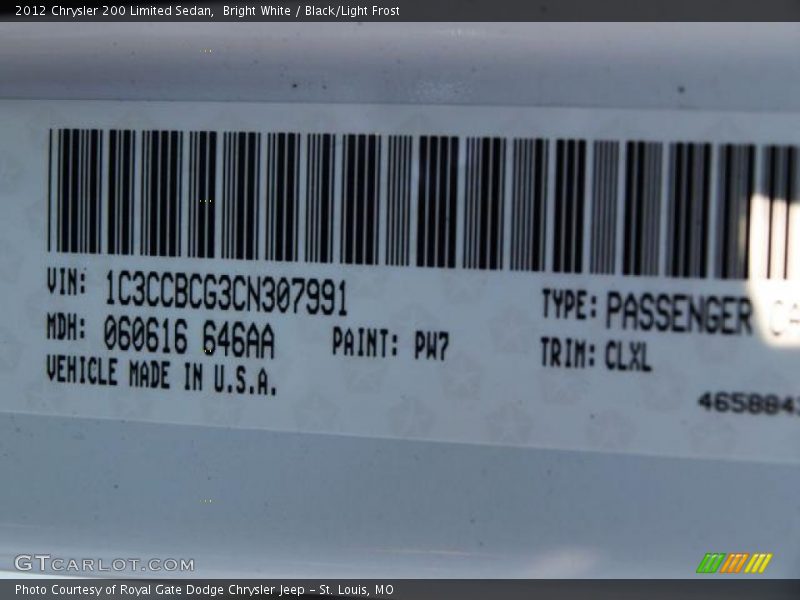 2012 Chrysler 200 Limited Sedan,  Bright White / Black/Light Frost
VIN: 1C3CCBCG3CN307991
TYPE: PASSENGER
MDH: 060616 646AA
PAINT: PW7
TRIM: CLXL
VEHICLE MADE IN U.S.A.
GTCARLOT.COM
Photo Courtesy of Royal Gate Dodge Chrysler Jeep - St. Louis, MO